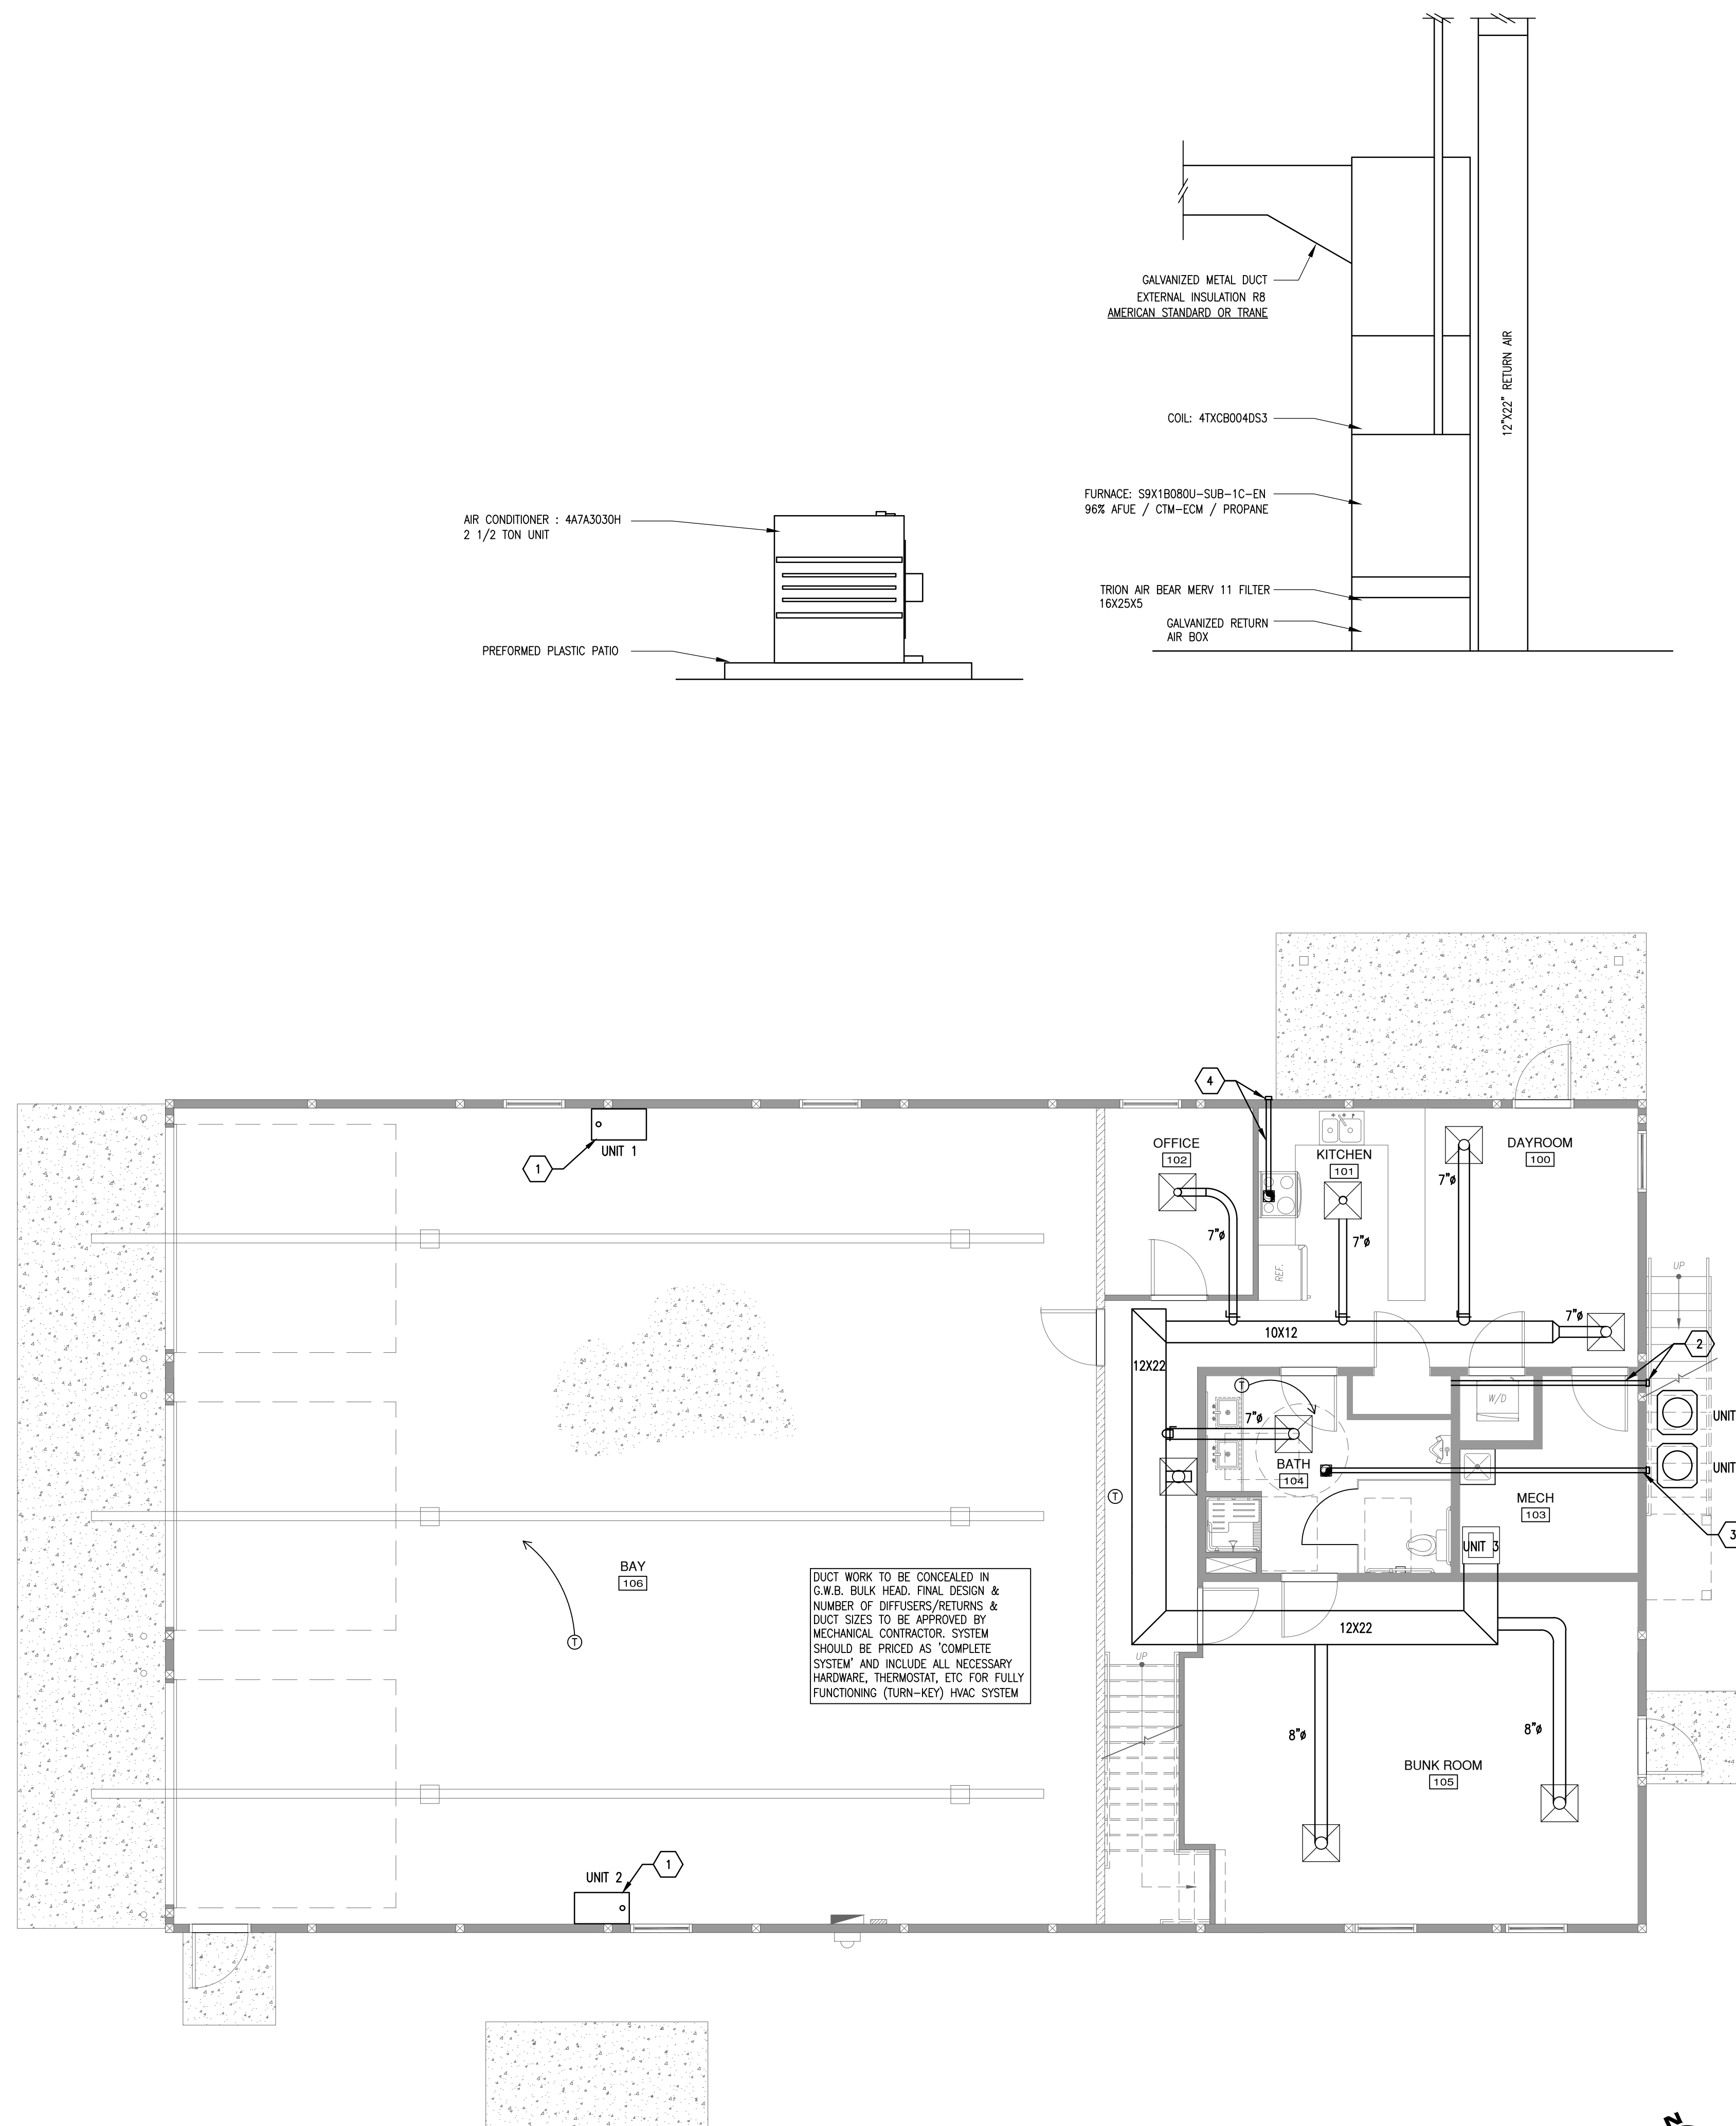 GALVANIZED METAL DUCT
EXTERNAL INSULATION R8
AMERICAN STANDARD OR TRANE
12"X22" RETURN AIR
COIL: 4TXCB004DS3
FURNACE: S9X1B080U-SUB-1C-EN
96% AFUE / CTM-ECM / PROPANE
AIR CONDITIONER : 4A7A3030H
2 1/2 TON UNIT
TRION AIR BEAR MERV 11 FILTER
16X25X5
GALVANIZED RETURN
AIR BOX
PREFORMED PLASTIC PATIO
4
1
UNIT 1
OFFICE
102
KITCHEN
101
DAYROOM
100
7"ø
7"ø
7"ø
REF.
UP
7"ø
10X12
2
12X22
T
W/D
7"ø
UNIT
BATH
104
UNIT
T
MECH
103
3
UNIT 3
BAY
106
T
DUCT WORK TO BE CONCEALED IN
G.W.B. BULK HEAD. FINAL DESIGN &
NUMBER OF DIFFUSERS/RETURNS &
DUCT SIZES TO BE APPROVED BY
MECHANICAL CONTRACTOR. SYSTEM
SHOULD BE PRICED AS 'COMPLETE
SYSTEM' AND INCLUDE ALL NECESSARY
HARDWARE, THERMOSTAT, ETC FOR FULLY
FUNCTIONING (TURN-KEY) HVAC SYSTEM
12X22
UP
8"ø
8"ø
BUNK ROOM
105
UNIT 2
1
N